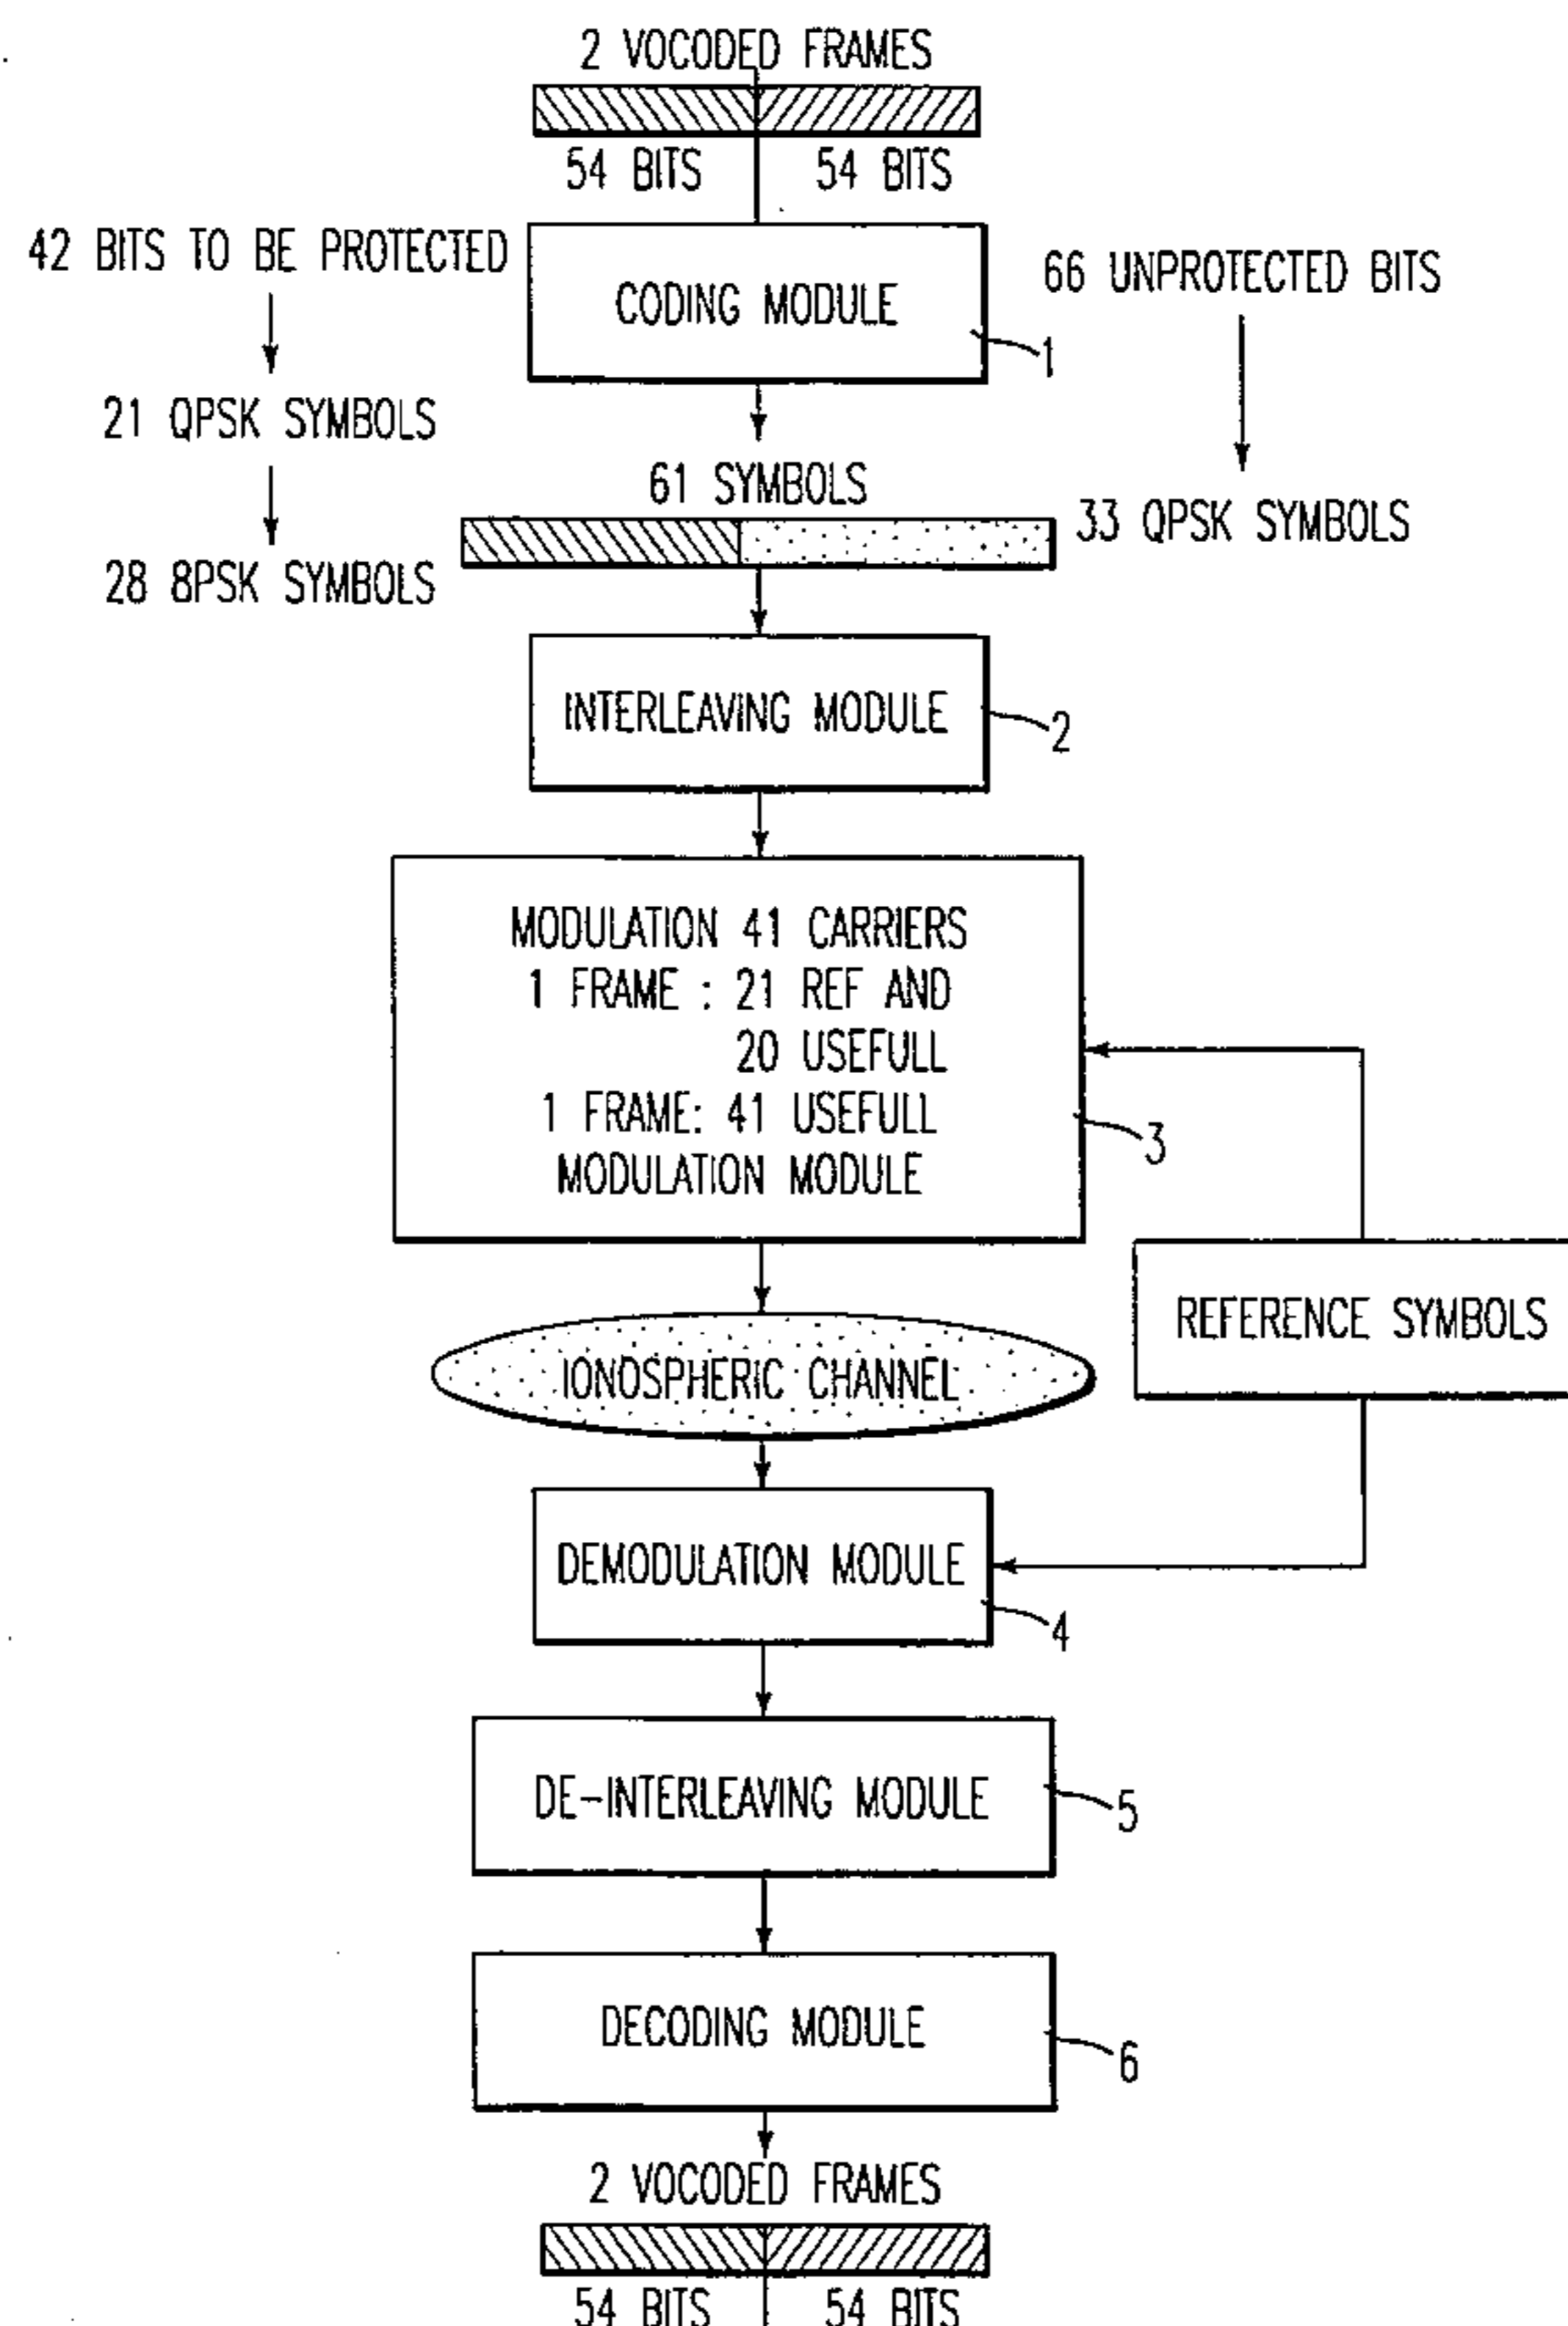 2 VOCODED FRAMES
54 BITS 54 BITS
42 BITS TO BE PROTECTED
CODING MODULE
1
66 UNPROTECTED BITS
21 QPSK SYMBOLS
61 SYMBOLS
33 QPSK SYMBOLS
28 8PSK SYMBOLS
INTERLEAVING MODULE
2
MODULATION 41 CARRIERS
1 FRAME : 21 REF AND
20 USEFULL
1 FRAME: 41 USEFULL
MODULATION MODULE
3
REFERENCE SYMBOLS
IONOSPHERIC CHANNEL
DEMODULATION MODULE
4
DE-INTERLEAVING MODULE
5
DECODING MODULE
6
2 VOCODED FRAMES
54 BITS 54 BITS